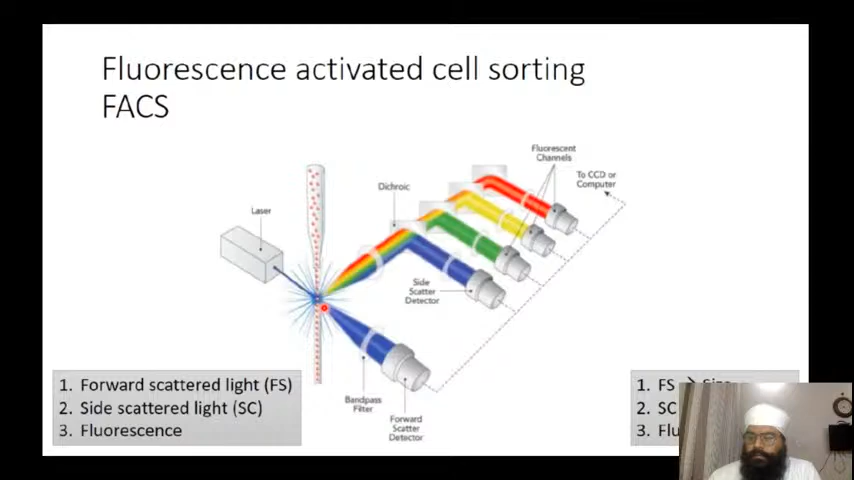 Fluorescence activated cell sorting
FACS
Fluorescent
Channels
To CCD or
Computer
Dichroic
Laser
Side
Scatter
Detector
Bandpass
Filter
Forward
Scatter
Detector
1. Forward scattered light (FS)
2. Side scattered light (SC)
3. Fluorescence
1. FS → Size
2. SC
3.